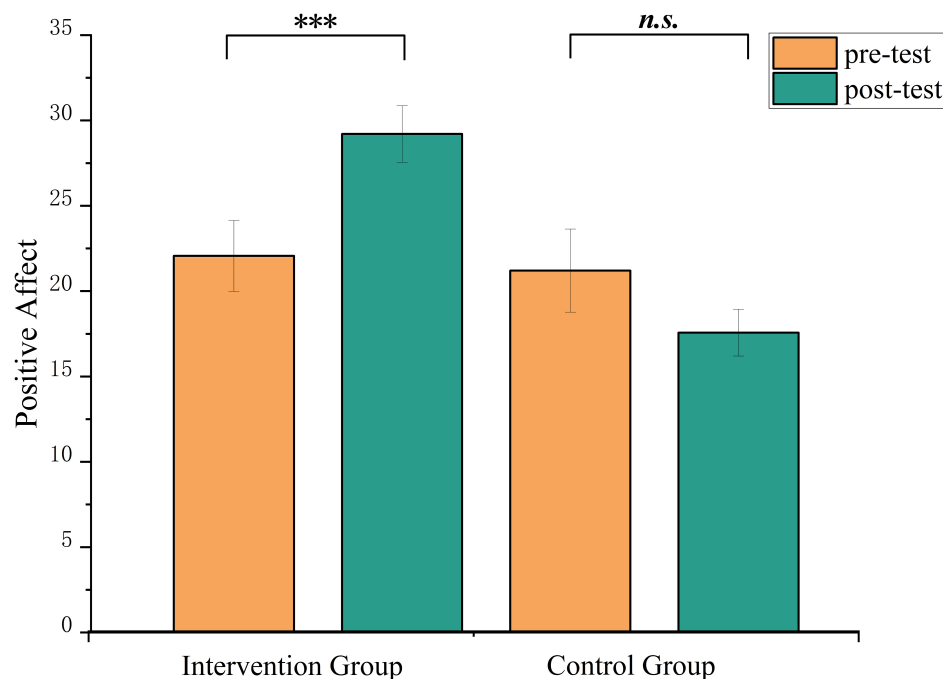 ***
n.s.
pre-test
post-test
35
30
25
20
15
10
5
0
Positive Affect
Intervention Group
Control Group